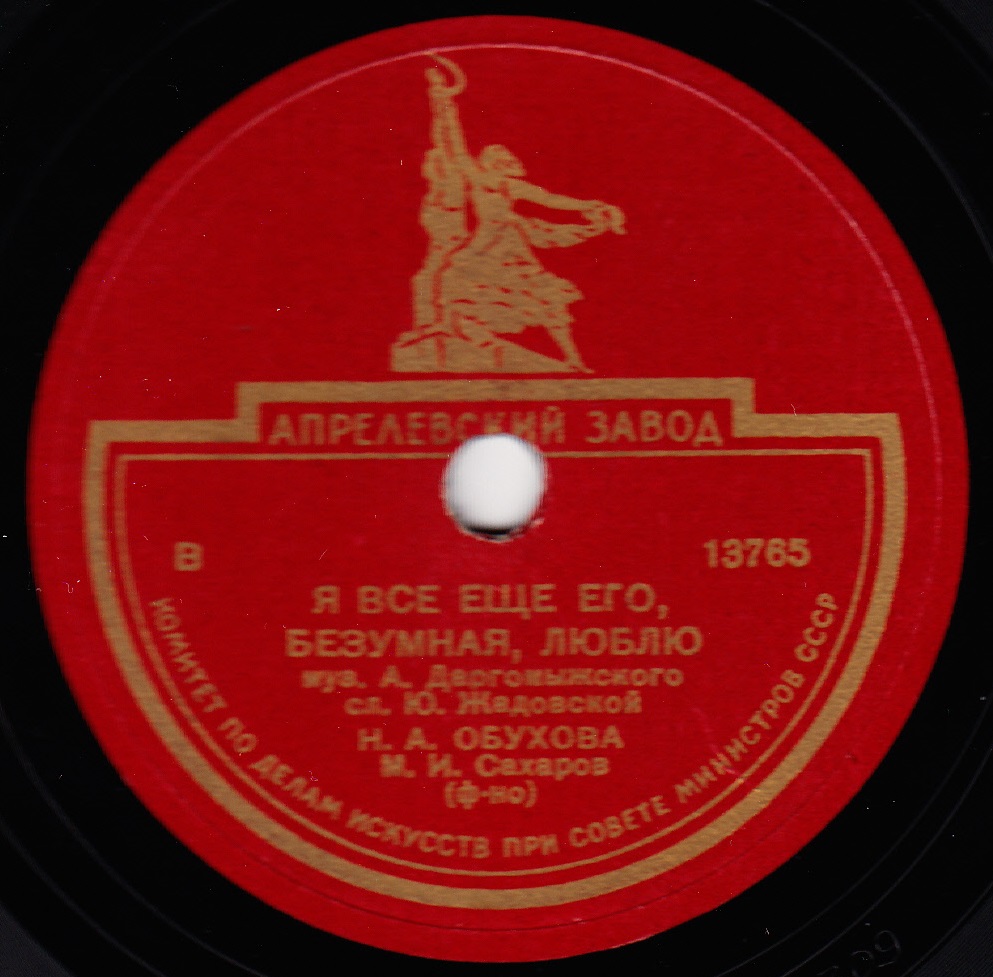 АПРЕЛЕВСКИЙ ЗАВОД
В 13765
Я ВСЕ ЕЩЕ ЕГО,
БЕЗУМНАЯ, ЛЮБЛЮ
муз. А. Даргомыжского
сл. Ю. Жадовской
Н. А. ОБУХОВА
М. И. Сахаров
(ф-но)
КОМИТЕТ ПО ДЕЛАМ ИСКУССТВ ПРИ СОВЕТЕ МИНИСТРОВ СССР